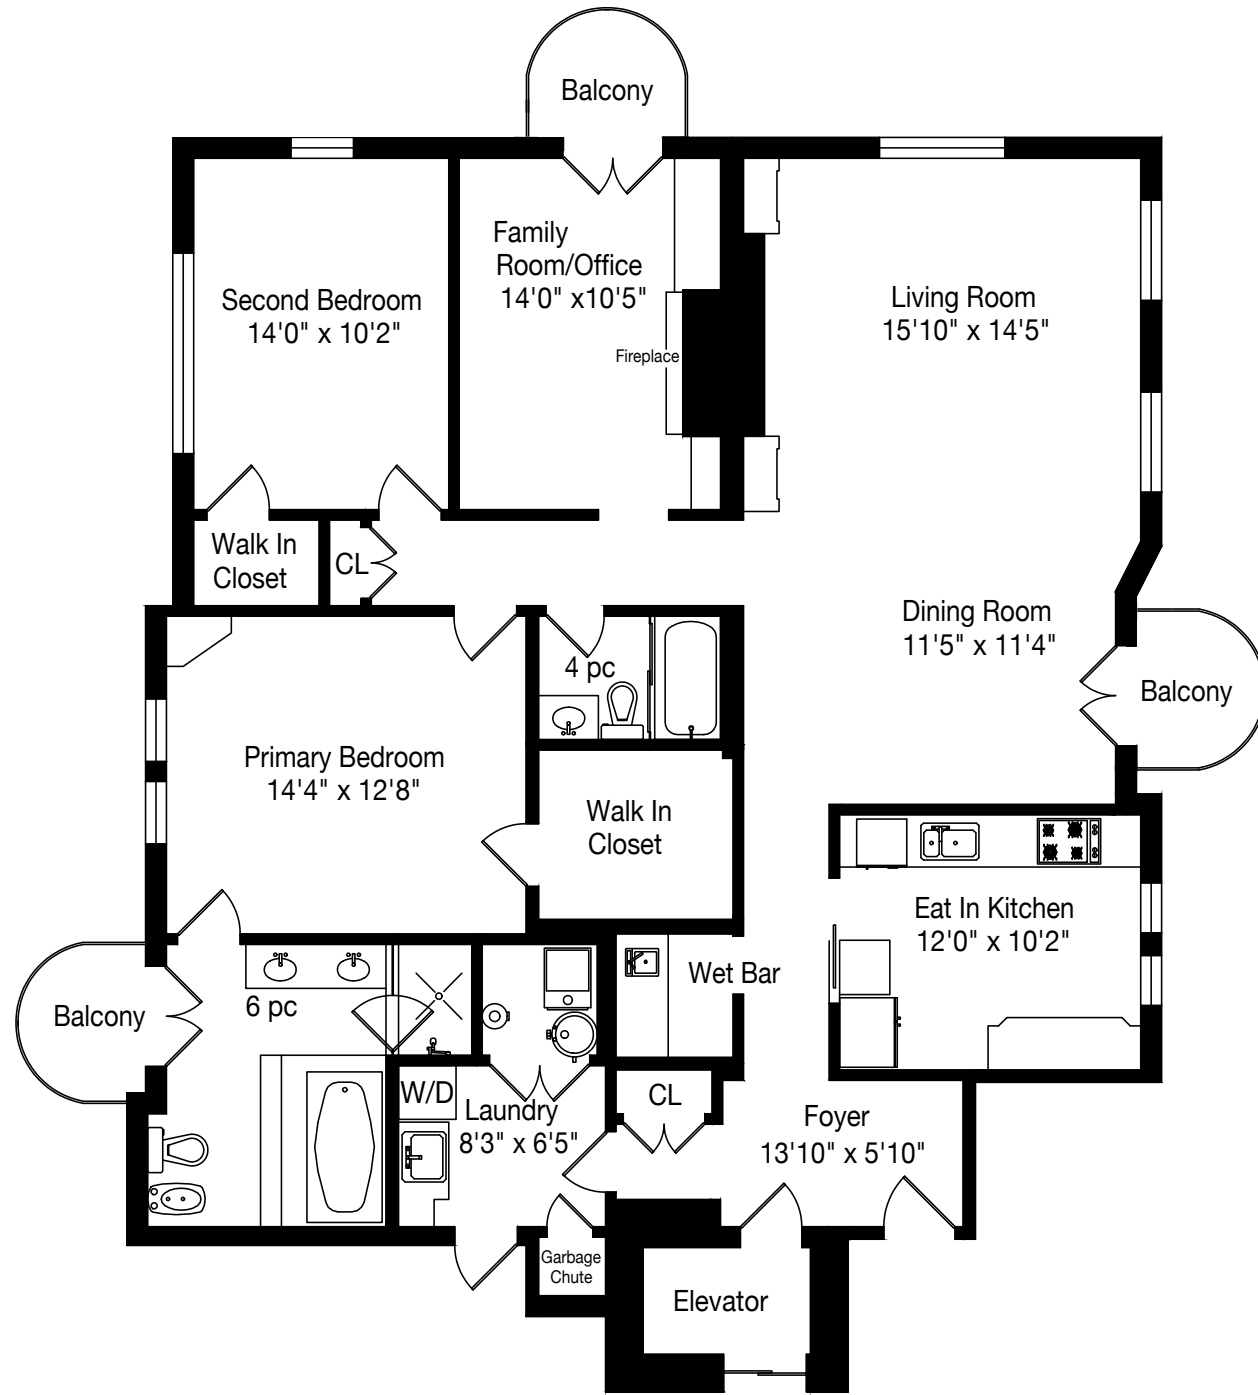 Balcony
Family
Room/Office
14'0" x10'5"
Second Bedroom
14'0" x 10'2"
Living Room
15'10" x 14'5"
Fireplace
Walk In
Closet
CL
Dining Room
11'5" x 11'4"
4 pc
Balcony
Primary Bedroom
14'4" x 12'8"
Walk In
Closet
Eat In Kitchen
12'0" x 10'2"
Wet Bar
6 pc
Balcony
W/D
Laundry
8'3" x 6'5"
CL
Foyer
13'10" x 5'10"
Garbage
Chute
Elevator